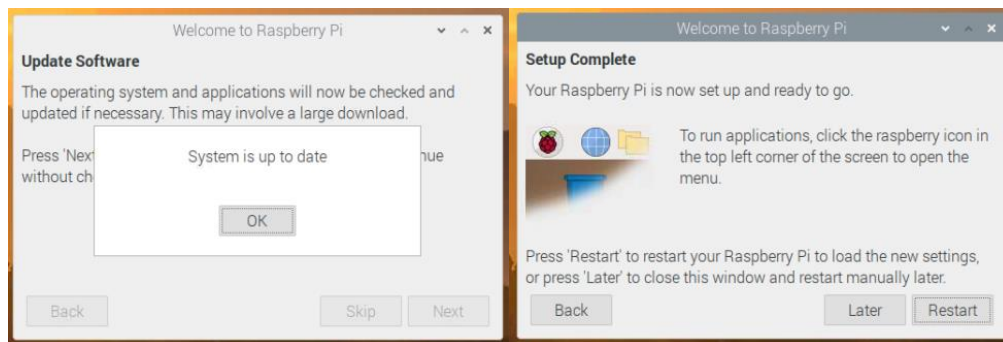 Welcome to Raspberry Pi
Update Software
The operating system and applications will now be checked and
updated if necessary. This may involve a large download.
Press 'Nex
nue
without ch
System is up to date
OK
Back
Skip
Next
Welcome to Raspberry Pi
Setup Complete
Your Raspberry Pi is now set up and ready to go.
To run applications, click the raspberry icon in
the top left corner of the screen to open the
menu.
Press 'Restart' to restart your Raspberry Pi to load the new settings,
or press 'Later' to close this window and restart manually later.
Back
Later
Restart